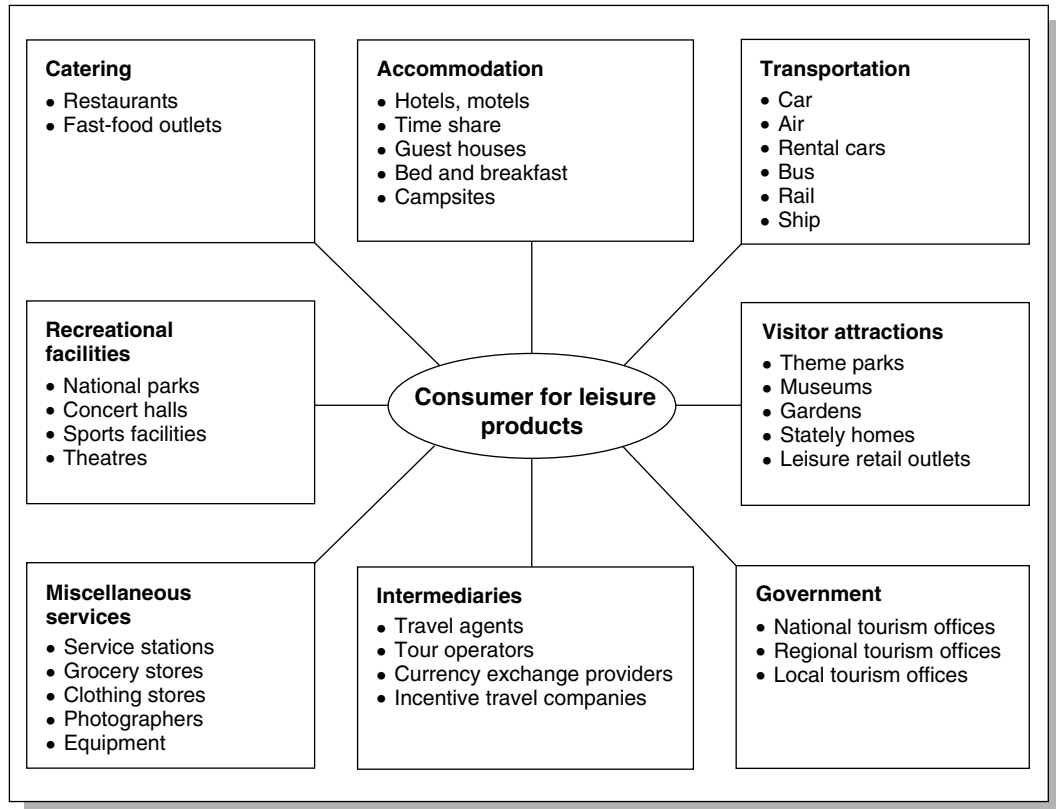 Catering
• Restaurants
• Fast-food outlets
Accommodation
• Hotels, motels
• Time share
• Guest houses
• Bed and breakfast
• Campsites
Transportation
• Car
• Air
• Rental cars
• Bus
• Rail
• Ship
Recreational
facilities
• National parks
• Concert halls
• Sports facilities
• Theatres
Consumer for leisure
products
Visitor attractions
• Theme parks
• Museums
• Gardens
• Stately homes
• Leisure retail outlets
Miscellaneous
services
• Service stations
• Grocery stores
• Clothing stores
• Photographers
• Equipment
Intermediaries
• Travel agents
• Tour operators
• Currency exchange providers
• Incentive travel companies
Government
• National tourism offices
• Regional tourism offices
• Local tourism offices